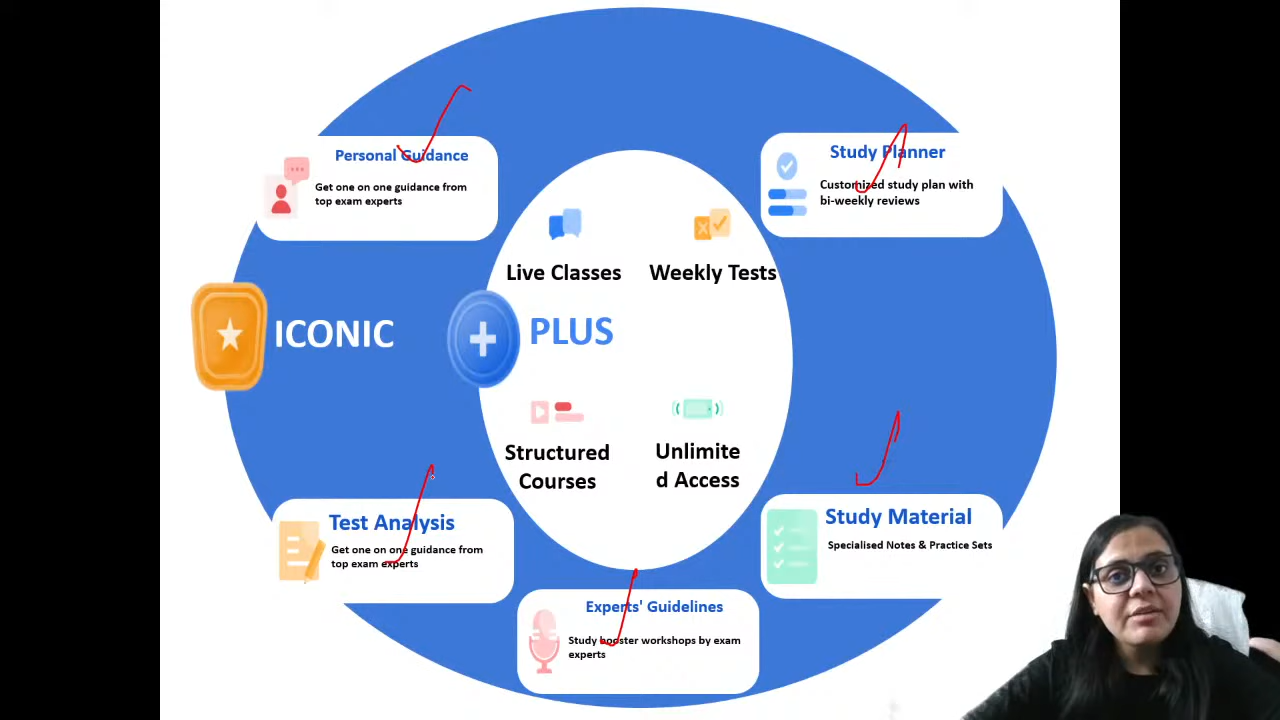 Personal Guidance
Get one on one guidance from
top exam experts
Study Planner
Customized study plan with
bi-weekly reviews
Live Classes
Weekly Tests
ICONIC
PLUS
Structured
Courses
Unlimite
d Access
Test Analysis
Get one on one guidance from
top exam experts
Study Material
Specialised Notes & Practice Sets
Experts' Guidelines
Study booster workshops by exam
experts